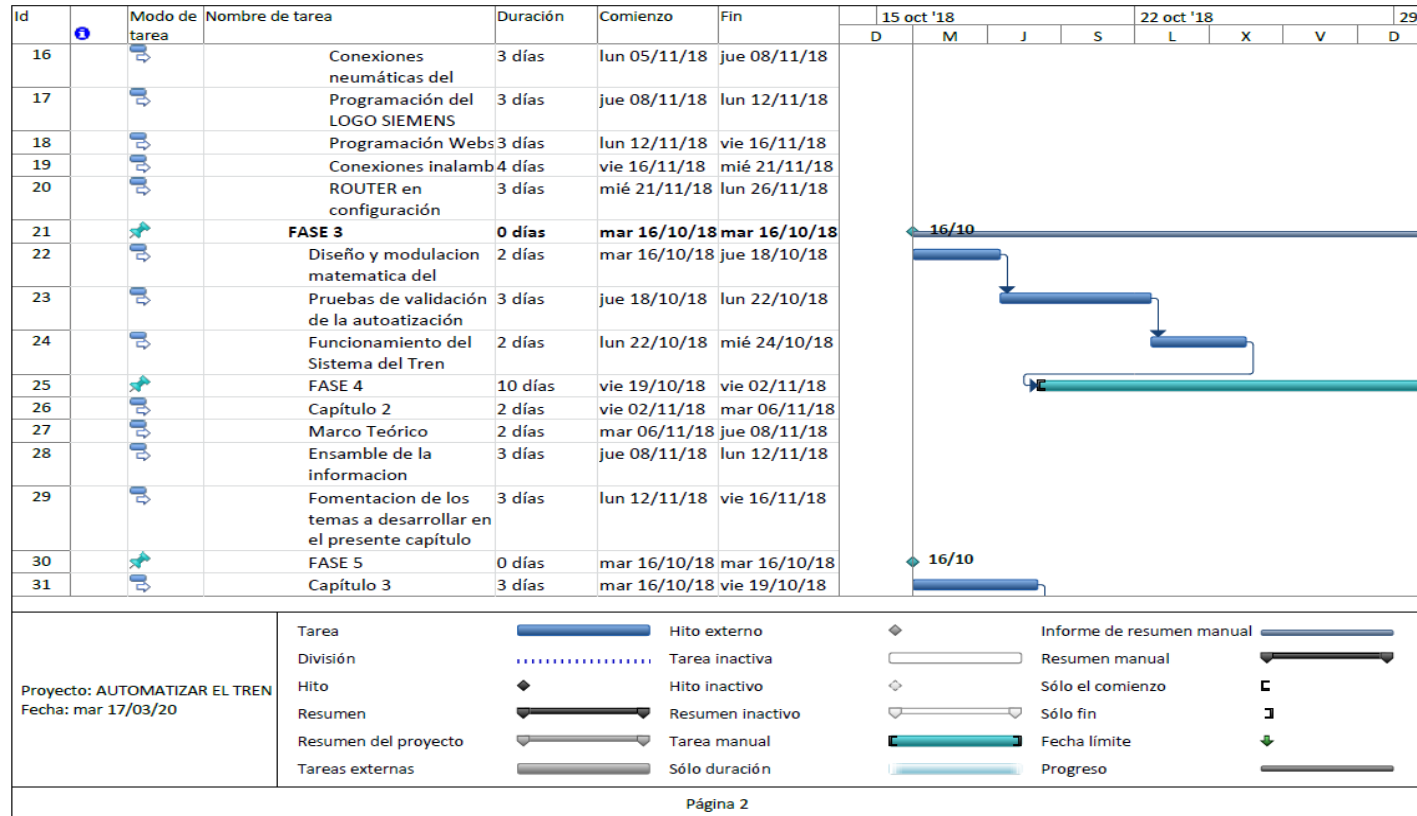 Id Modo de tarea Nombre de tarea Duración Comienzo Fin 15 oct '18 22 oct '18 29
D M J S L X V D
16 Conexiones neumáticas del 3 días lun 05/11/18 jue 08/11/18
17 Programación del LOGO SIEMENS 3 días jue 08/11/18 lun 12/11/18
18 Programación Webs 3 días lun 12/11/18 vie 16/11/18
19 Conexiones inalamb 4 días vie 16/11/18 mié 21/11/18
20 ROUTER en configuración 3 días mié 21/11/18 lun 26/11/18
21 FASE 3 0 días mar 16/10/18 mar 16/10/18 16/10
22 Diseño y modulacion matematica del 2 días mar 16/10/18 jue 18/10/18
23 Pruebas de validación de la autoatización 3 días jue 18/10/18 lun 22/10/18
24 Funcionamiento del Sistema del Tren 2 días lun 22/10/18 mié 24/10/18
25 FASE 4 10 días vie 19/10/18 vie 02/11/18
26 Capítulo 2 2 días vie 02/11/18 mar 06/11/18
27 Marco Teórico 2 días mar 06/11/18 jue 08/11/18
28 Ensamble de la informacion 3 días jue 08/11/18 lun 12/11/18
29 Fomentacion de los temas a desarrollar en el presente capítulo 3 días lun 12/11/18 vie 16/11/18
30 FASE 5 0 días mar 16/10/18 mar 16/10/18 16/10
31 Capítulo 3 3 días mar 16/10/18 vie 19/10/18
Proyecto: AUTOMATIZAR EL TREN
Fecha: mar 17/03/20
Tarea Hito externo Informe de resumen manual
División Tarea inactiva Resumen manual
Hito Hito inactivo Sólo el comienzo
Resumen Resumen inactivo Sólo fin
Resumen del proyecto Tarea manual Fecha límite
Tareas externas Sólo duración Progreso
Página 2